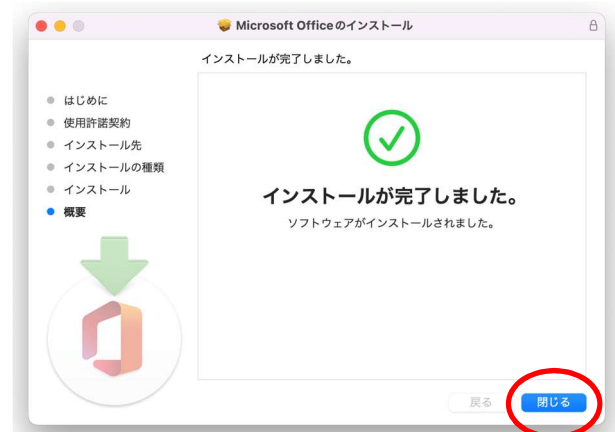 Microsoft Officeのインストール
インストールが完了しました。
はじめに
使用許諾契約
インストール先
インストールの種類
インストール
概要
インストールが完了しました。
ソフトウェアがインストールされました。
戻る
閉じる